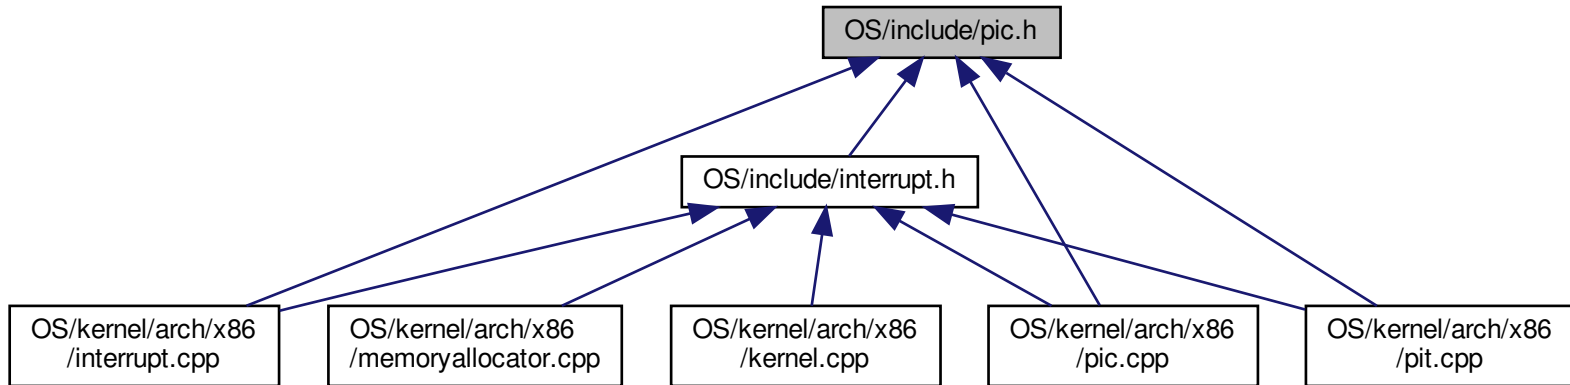 OS/include/pic.h
OS/include/interrupt.h
OS/kernel/arch/x86
/interrupt.cpp
OS/kernel/arch/x86
/memoryallocator.cpp
OS/kernel/arch/x86
/kernel.cpp
OS/kernel/arch/x86
/pic.cpp
OS/kernel/arch/x86
/pit.cpp